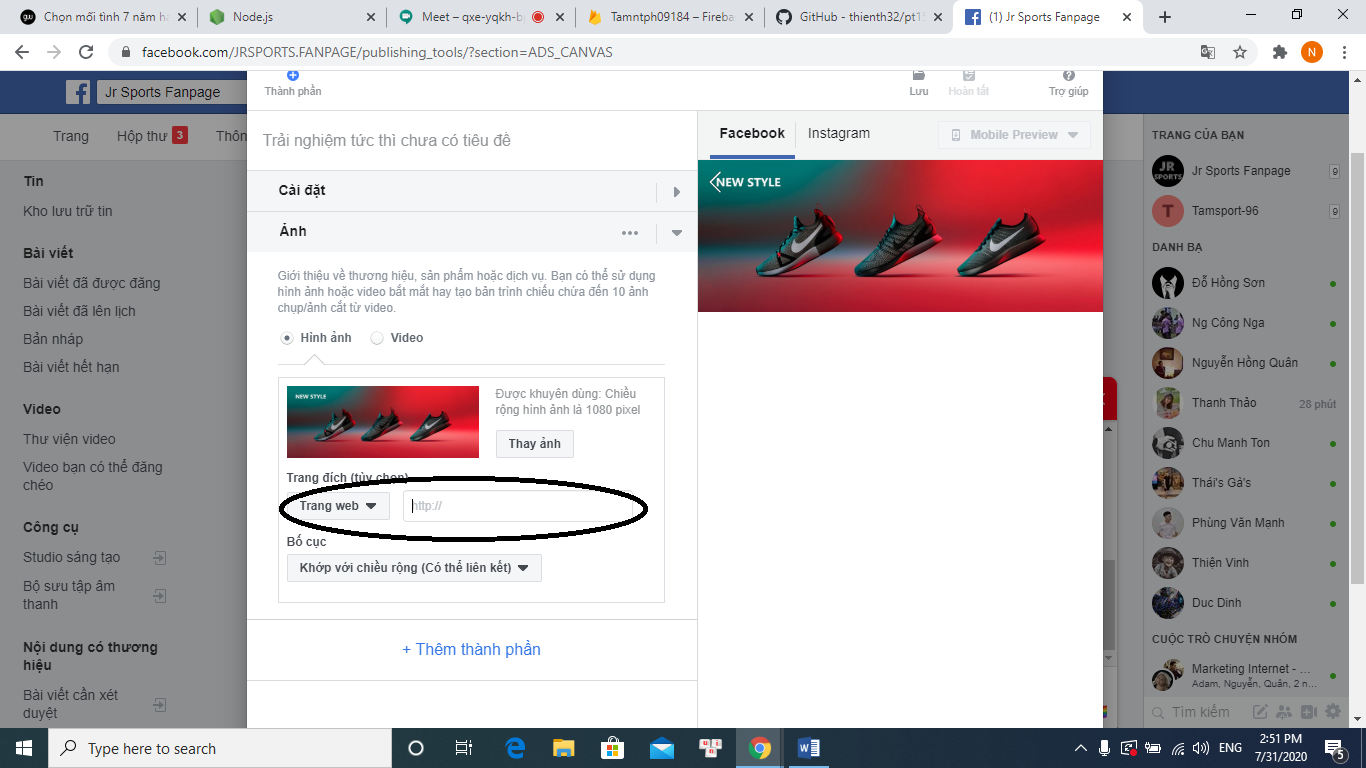 Chọn mối tình 7 năm hay
Node.js
Meet – qxe-yqkh-b
Tamntph09184 – Fireba
GitHub - thienth32/pt1
(1) Jr Sports Fanpage
facebook.com/JRSPORTS.FANPAGE/publishing_tools/?section=ADS_CANVAS
N
Jr Sports Fanpage
Thành phần
Lưu
Hoàn tất
Trợ giúp
Trang
Hộp thư 3
Thôn
Trải nghiệm tức thì chưa có tiêu đề
Facebook
Instagram
Mobile Preview
Tin
Kho lưu trữ tin
Bài viết
Bài viết đã được đăng
Bài viết đã lên lịch
Bản nháp
Bài viết hết hạn
Video
Thư viện video
Video bạn có thể đăng
chéo
Công cụ
Studio sáng tạo
Bộ sưu tập âm
thanh
Nội dung có thương
hiệu
Bài viết cần xét
duyệt
Cài đặt
Ảnh
Giới thiệu về thương hiệu, sản phẩm hoặc dịch vụ. Bạn có thể sử dụng
hình ảnh hoặc video bắt mắt hay tạo bản trình chiếu chứa đến 10 ảnh
chụp/ảnh cắt từ video.
Hình ảnh
Video
NEW STYLE
Được khuyên dùng: Chiều
rộng hình ảnh là 1080 pixel
Thay ảnh
Trang đích (tùy chọn)
Trang web
http://
Bố cục
Khớp với chiều rộng (Có thể liên kết)
+ Thêm thành phần
NEW STYLE
TRANG CỦA BẠN
JR
SPORTS
Jr Sports Fanpage 9
T
Tamsport-96 9
DANH BẠ
Đỗ Hồng Sơn
Ng Công Nga
Nguyễn Hồng Quân
Thanh Thảo 28 phút
Chu Manh Ton
Thái's Gà's
Phùng Văn Mạnh
Thiện Vinh
Duc Dinh
CUỘC TRÒ CHUYỆN NHÓM
Marketing Internet - ...
Adam, Nguyễn, Quân, 2 n...
Tìm kiếm
Type here to search
ENG
2:51 PM
7/31/2020
5